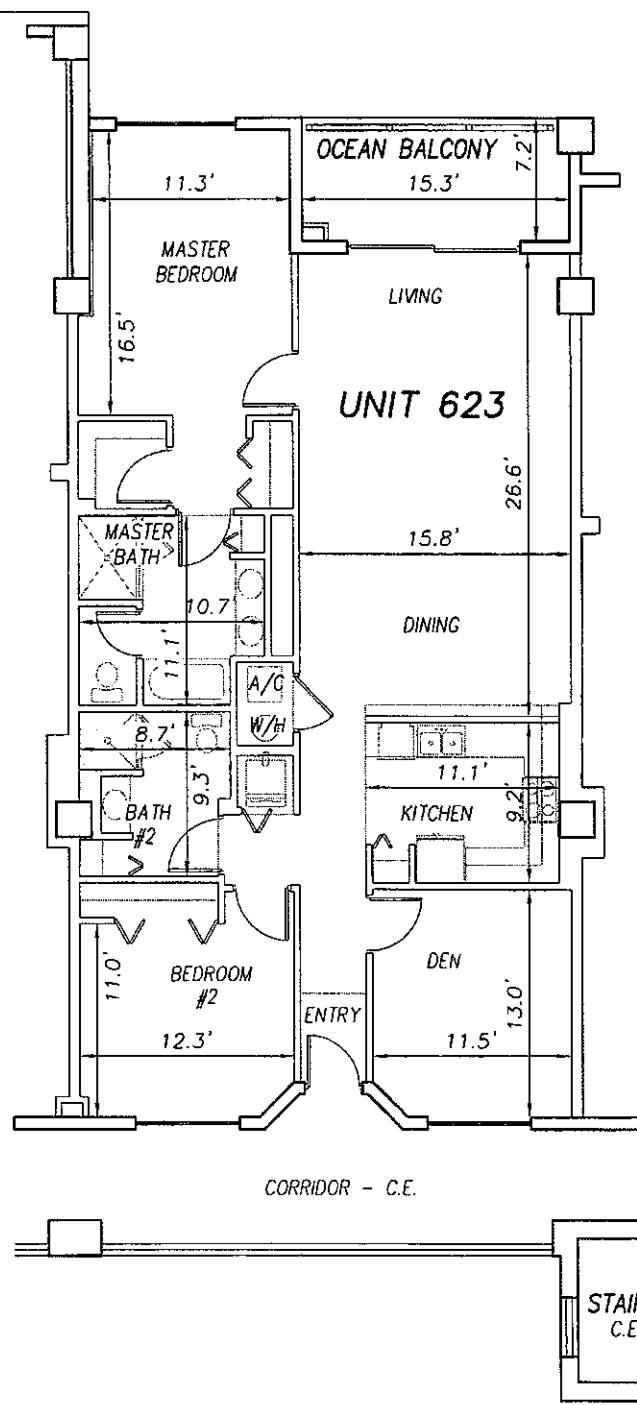 OCEAN BALCONY
7.2'
11.3'
15.3'
MASTER
BEDROOM
LIVING
16.5'
UNIT 623
26.6'
MASTER
BATH
15.8'
10.7'
11.1'
DINING
A/C
W/H
8.7'
9.3'
11.1'
9.2'
BATH
#2
KITCHEN
BEDROOM
#2
11.0'
DEN
13.0'
ENTRY
12.3'
11.5'
CORRIDOR - C.E.